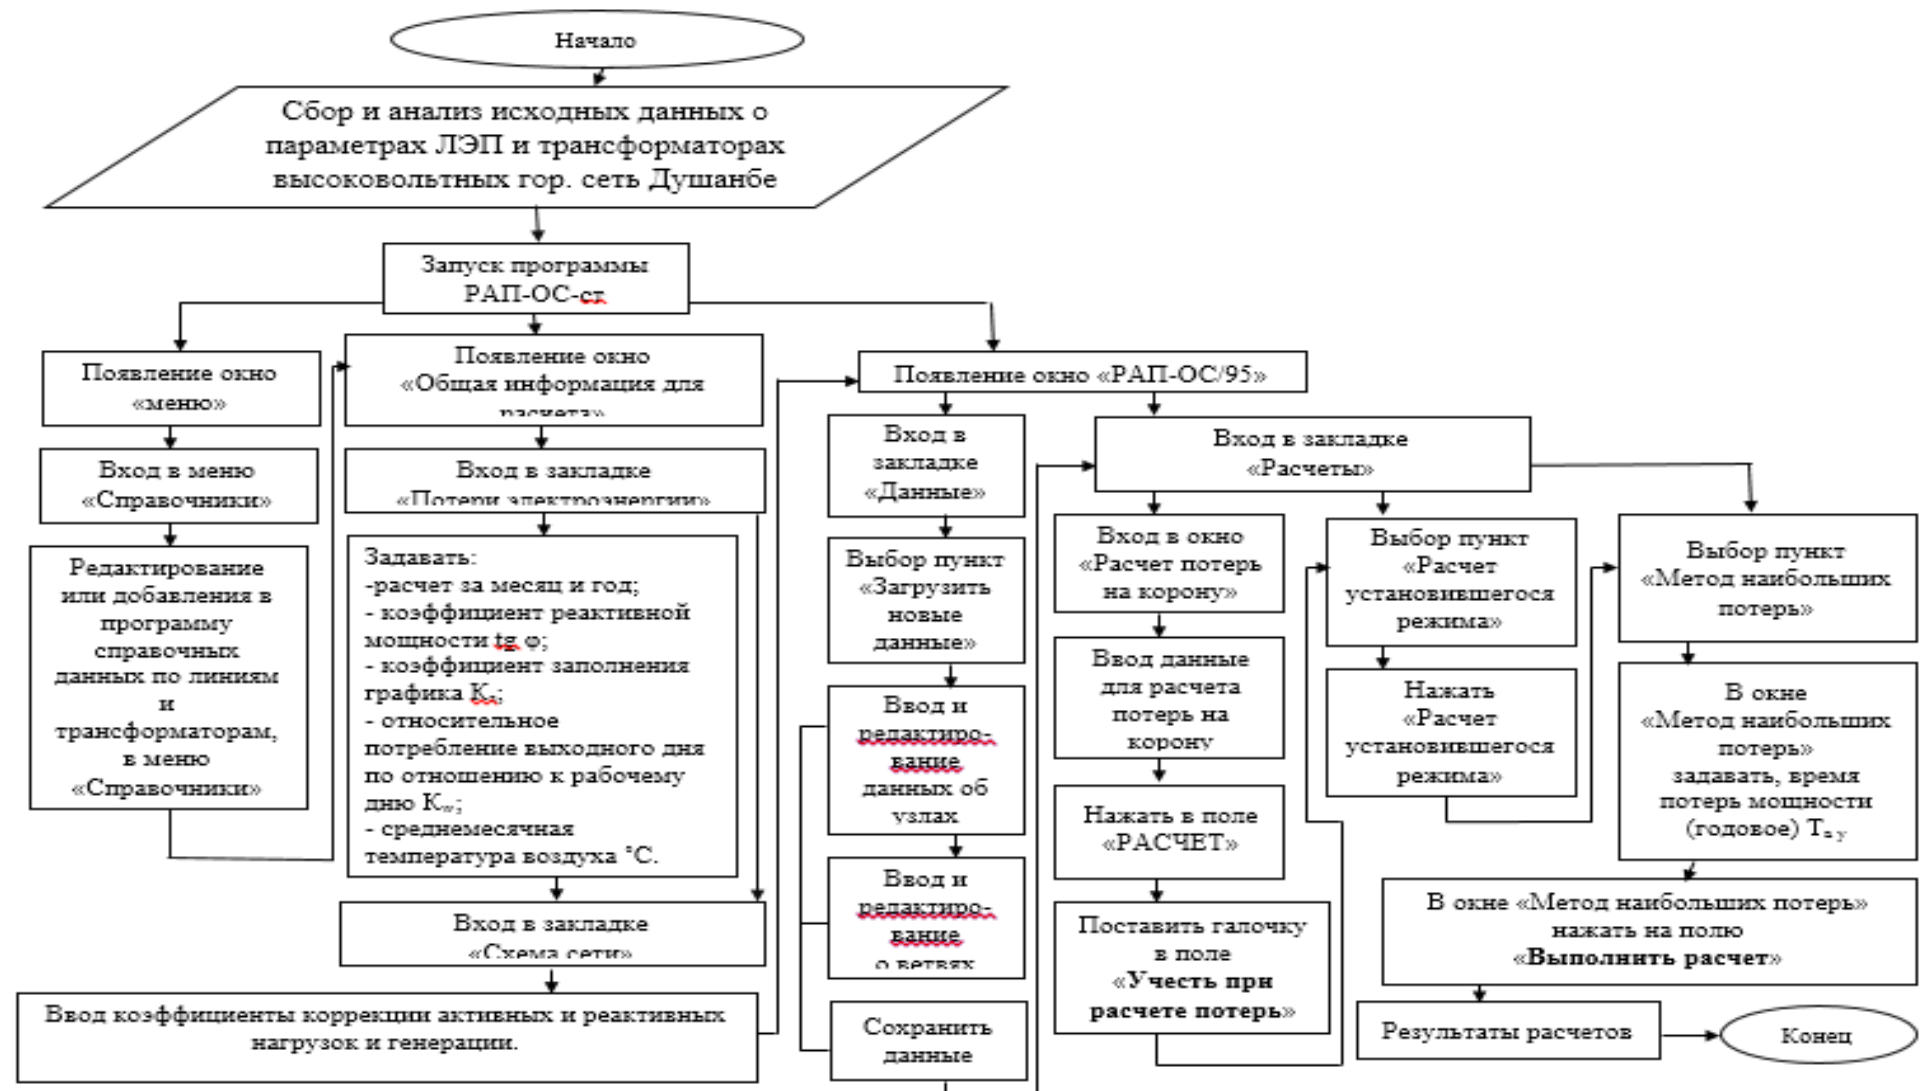 Начало
Сбор и анализ исходных данных о
параметрах ЛЭП и трансформаторах
высоковольтных гор. сеть Душанбе
Запуск программы
РАП-ОС-ст
Появление окно
«меню»
Вход в меню
«Справочники»
Редактирование
или добавления в
программу
справочных
данных по линиям
и
трансформаторам,
в меню
«Справочники»
Появление окно
«Общая информация для
расчета»
Вход в закладке
«Потери электроэнергии»
Задавать:
-расчет за месяц и год;
- коэффициент реактивной
мощности tg φ;
- коэффициент заполнения
графика Кз;
- относительное
потребление выходного дня
по отношению к рабочему
дню Кw;
- среднемесячная
температура воздуха °С.
Вход в закладке
«Схема сети»
Ввод коэффициенты коррекции активных и реактивных
нагрузок и генерации.
Появление окно «РАП-ОС/95»
Вход в
закладке
«Данные»
Выбор пункт
«Загрузить
новые
данные»
Ввод и
редактиро-
вание
данных об
узлах
Ввод и
редактиро-
вание
о ветвях
Сохранить
данные
Вход в закладке
«Расчеты»
Вход в окно
«Расчет потерь
на корону»
Ввод данные
для расчета
потерь на
корону
Нажать в поле
«РАСЧЕТ»
Поставить галочку
в поле
«Учесть при
расчете потерь»
Выбор пункт
«Расчет
установившегося
режима»
Нажать
«Расчет
установившегося
режима»
Выбор пункт
«Метод наибольших
потерь»
В окне
«Метод наибольших
потерь»
задавать, время
потерь мощности
(годовое)
В окне «Метод наибольших потерь»
нажать на полю
«Выполнить расчет»
Результаты расчетов
Конец